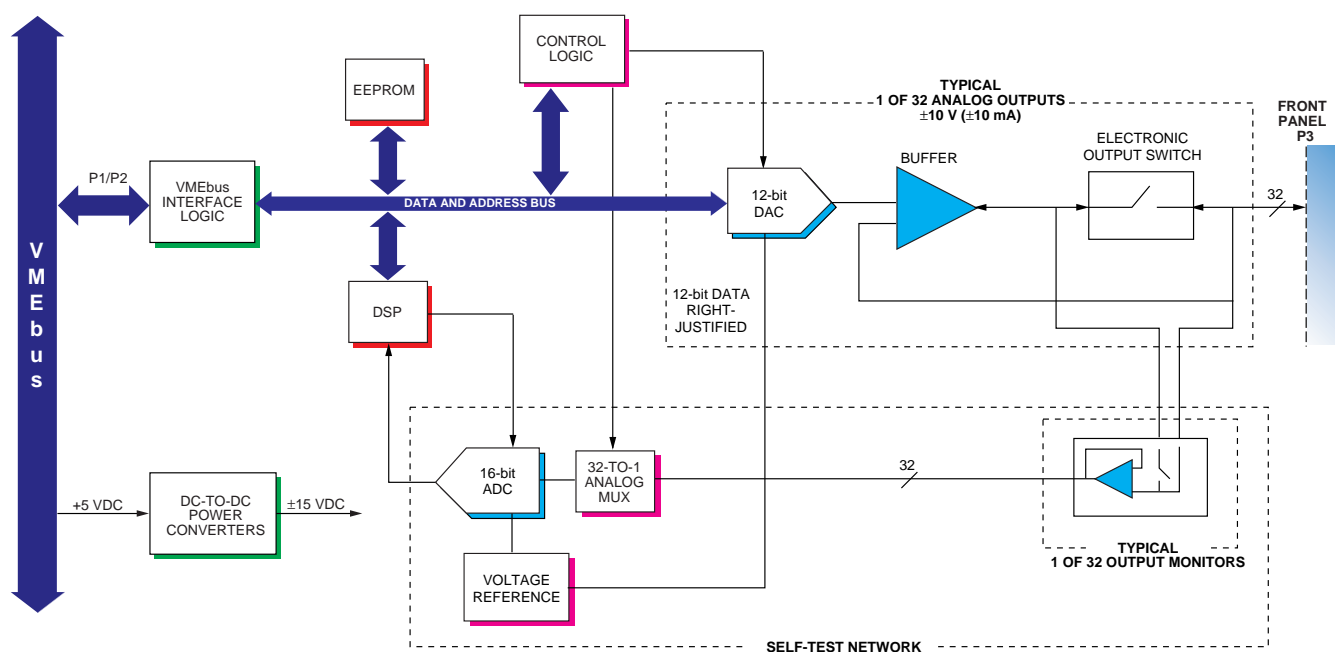 VMEbus
P1/P2
VMEbus
INTERFACE
LOGIC
EEPROM
CONTROL
LOGIC
DATA AND ADDRESS BUS
DSP
TYPICAL
1 OF 32 ANALOG OUTPUTS
±10 V (±10 mA)
12-bit
DAC
BUFFER
ELECTRONIC
OUTPUT SWITCH
32
FRONT
PANEL
P3
12-bit DATA
RIGHT-
JUSTIFIED
+5 VDC
DC-TO-DC
POWER
CONVERTERS
±15 VDC
16-bit
ADC
32-TO-1
ANALOG
MUX
32
VOLTAGE
REFERENCE
TYPICAL
1 OF 32 OUTPUT MONITORS
SELF-TEST NETWORK